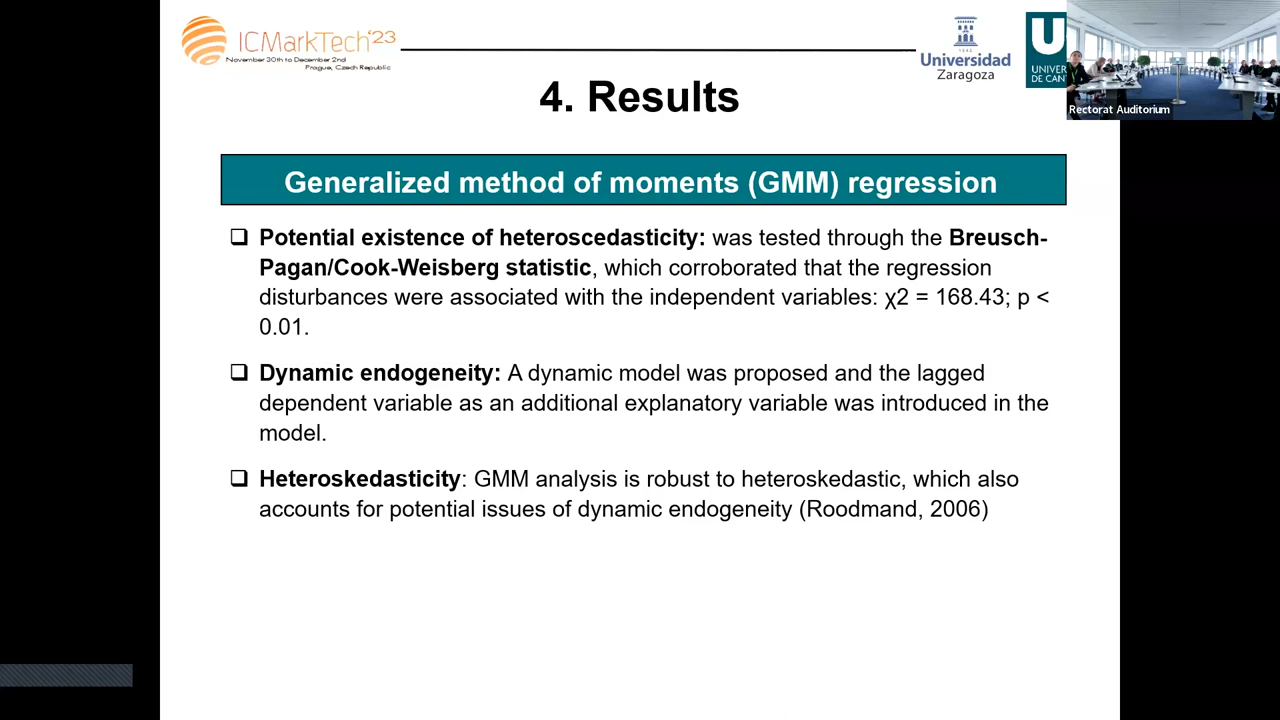 ICMarkTech'23
November 30th to December 2nd
Prague, Czech Republic
1542
Universidad
Zaragoza
U
UNIVER
DE CAN
Rectorat Auditorium
4. Results
Generalized method of moments (GMM) regression
Potential existence of heteroscedasticity: was tested through the Breusch-
Pagan/Cook-Weisberg statistic, which corroborated that the regression
disturbances were associated with the independent variables: χ2 = 168.43; p <
0.01.
Dynamic endogeneity: A dynamic model was proposed and the lagged
dependent variable as an additional explanatory variable was introduced in the
model.
Heteroskedasticity: GMM analysis is robust to heteroskedastic, which also
accounts for potential issues of dynamic endogeneity (Roodmand, 2006)